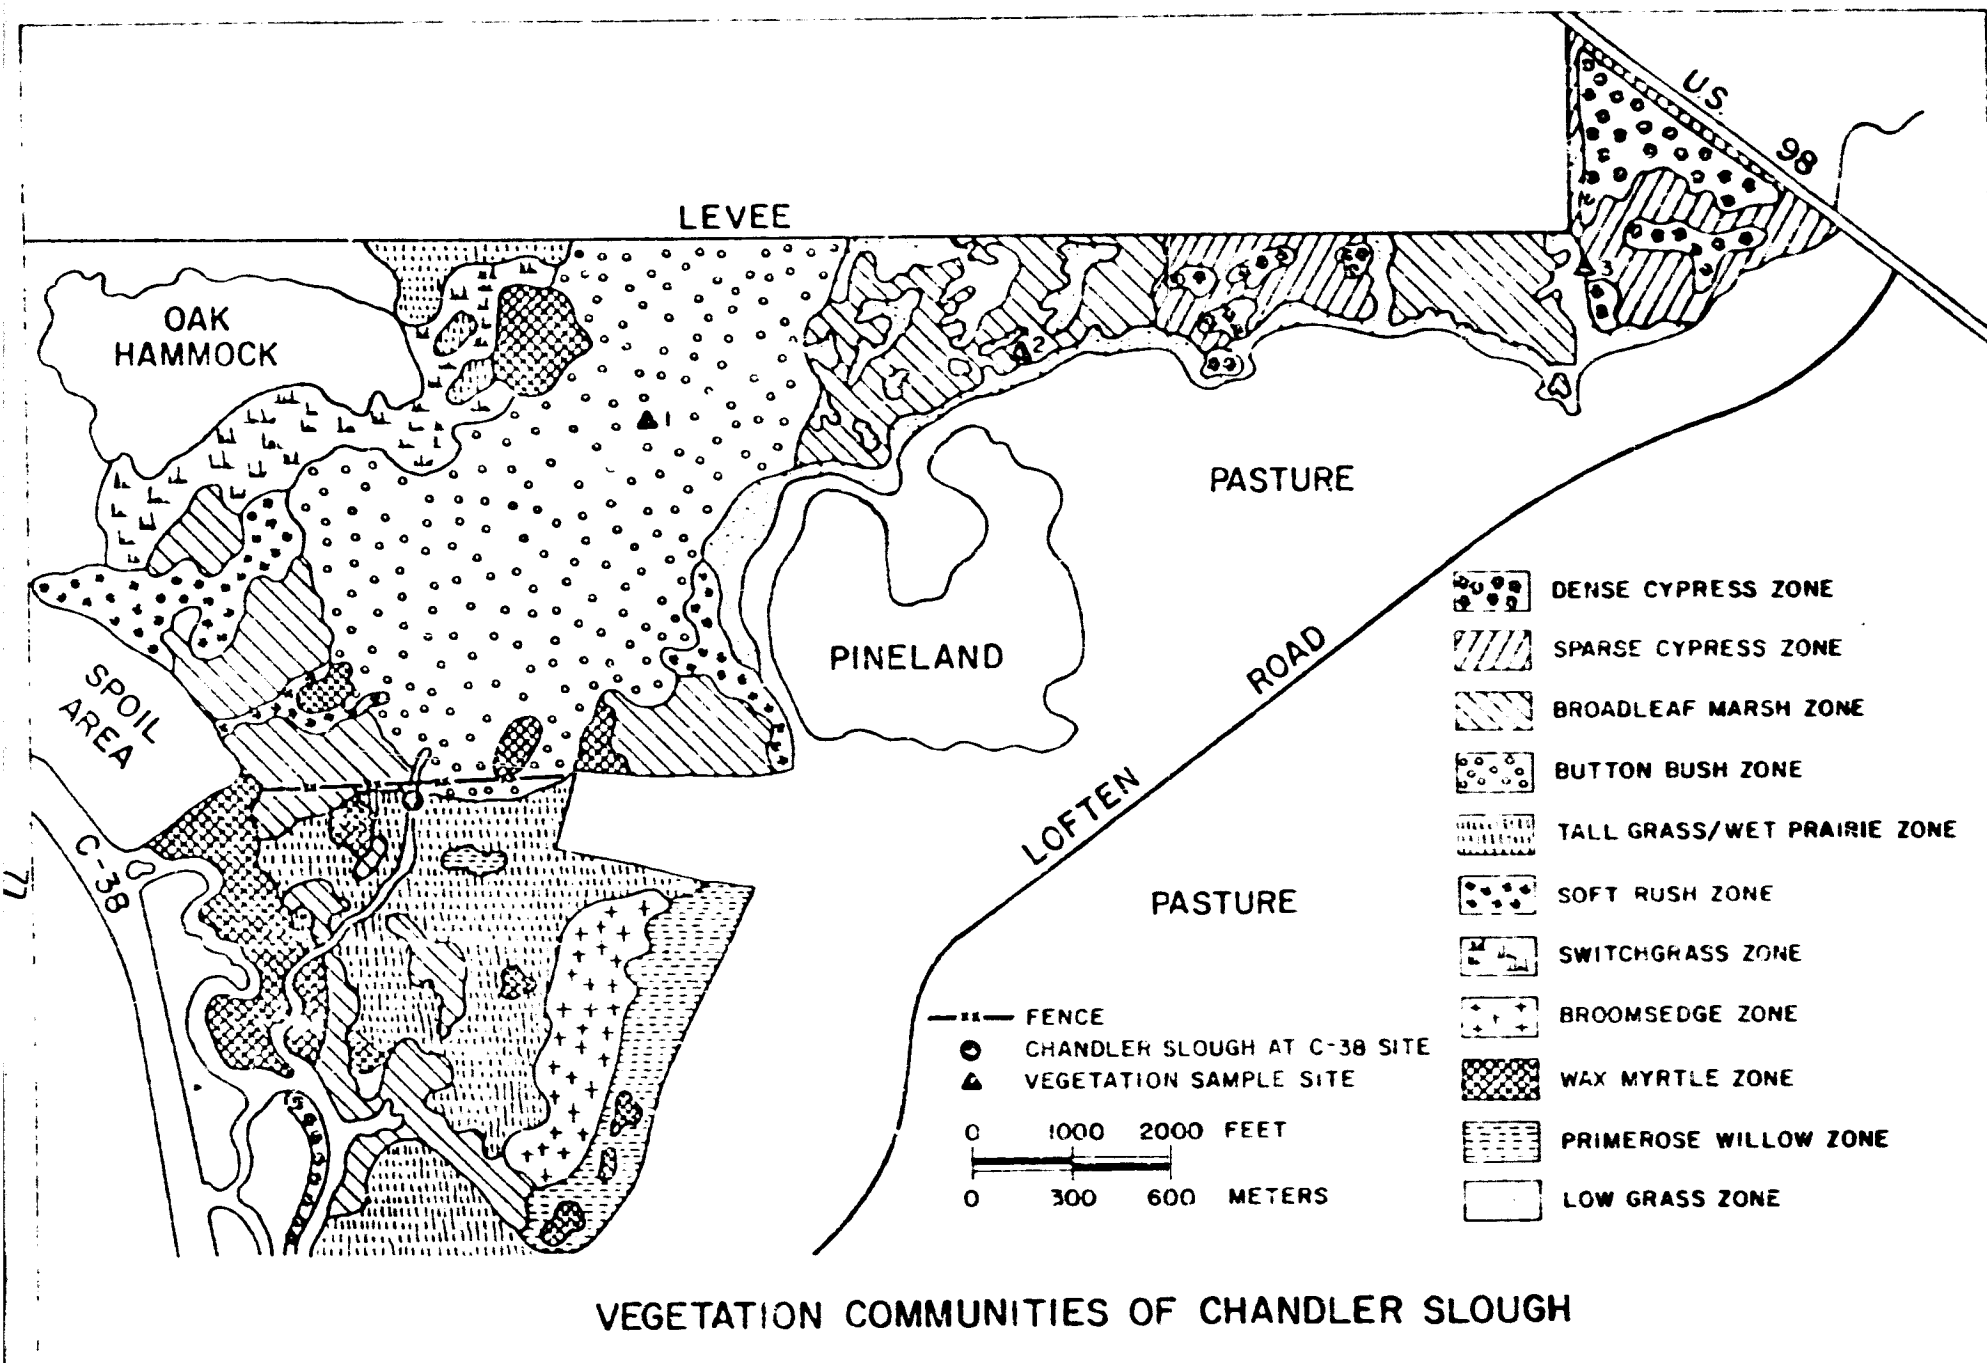 U.S. 98
LEVEE
OAK
HAMMOCK
3
2
1
PASTURE
PINELAND
SPOIL
AREA
LOFTEN ROAD
C-38
PASTURE
77
DENSE CYPRESS ZONE
SPARSE CYPRESS ZONE
BROADLEAF MARSH ZONE
BUTTON BUSH ZONE
TALL GRASS/WET PRAIRIE ZONE
SOFT RUSH ZONE
SWITCHGRASS ZONE
BROOMSEDGE ZONE
WAX MYRTLE ZONE
PRIMEROSE WILLOW ZONE
LOW GRASS ZONE
FENCE
CHANDLER SLOUGH AT C-38 SITE
VEGETATION SAMPLE SITE
0 1000 2000 FEET
0 300 600 METERS
VEGETATION COMMUNITIES OF CHANDLER SLOUGH